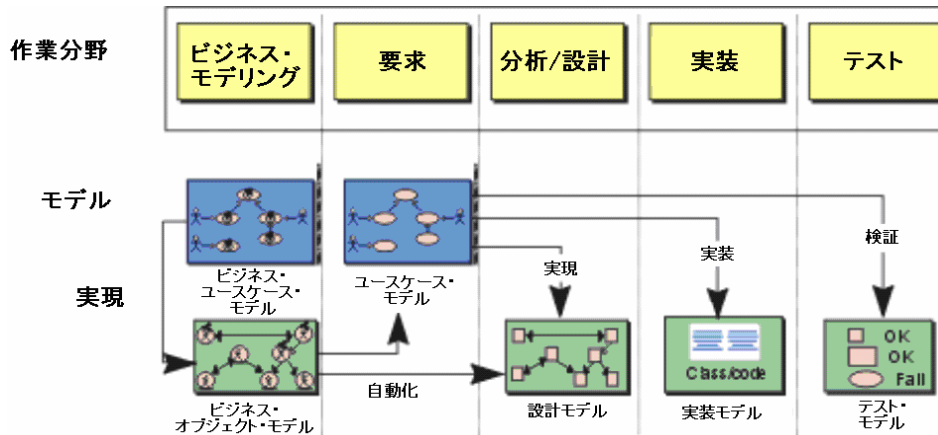 作業分野
ビジネス・
モデリング
要求
分析/設計
実装
テスト
モデル
実現
ビジネス・
ユースケース・
モデル
ユースケース・
モデル
実現
実装
検証
自動化
ビジネス・
オブジェクト・モデル
設計モデル
Class/code
実装モデル
OK
OK
Fail
テスト・
モデル